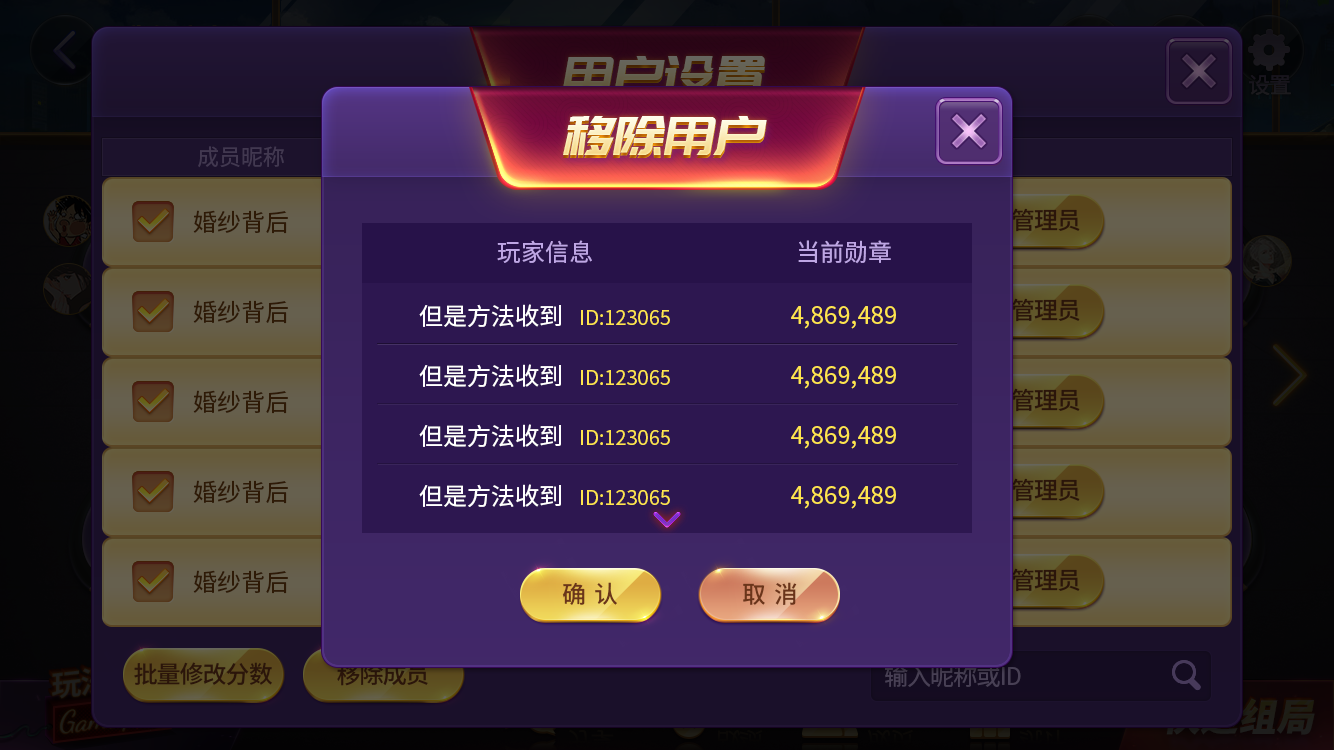 用户设置
设置
移除用户
成员昵称
玩家信息 当前勋章
婚纱背后 管理员
但是方法收到 ID:123065 4,869,489
婚纱背后 管理员
但是方法收到 ID:123065 4,869,489
婚纱背后 管理员
但是方法收到 ID:123065 4,869,489
婚纱背后 管理员
但是方法收到 ID:123065 4,869,489
婚纱背后 管理员
确认 取消
批量修改分数 移除成员 输入昵称或ID
组局